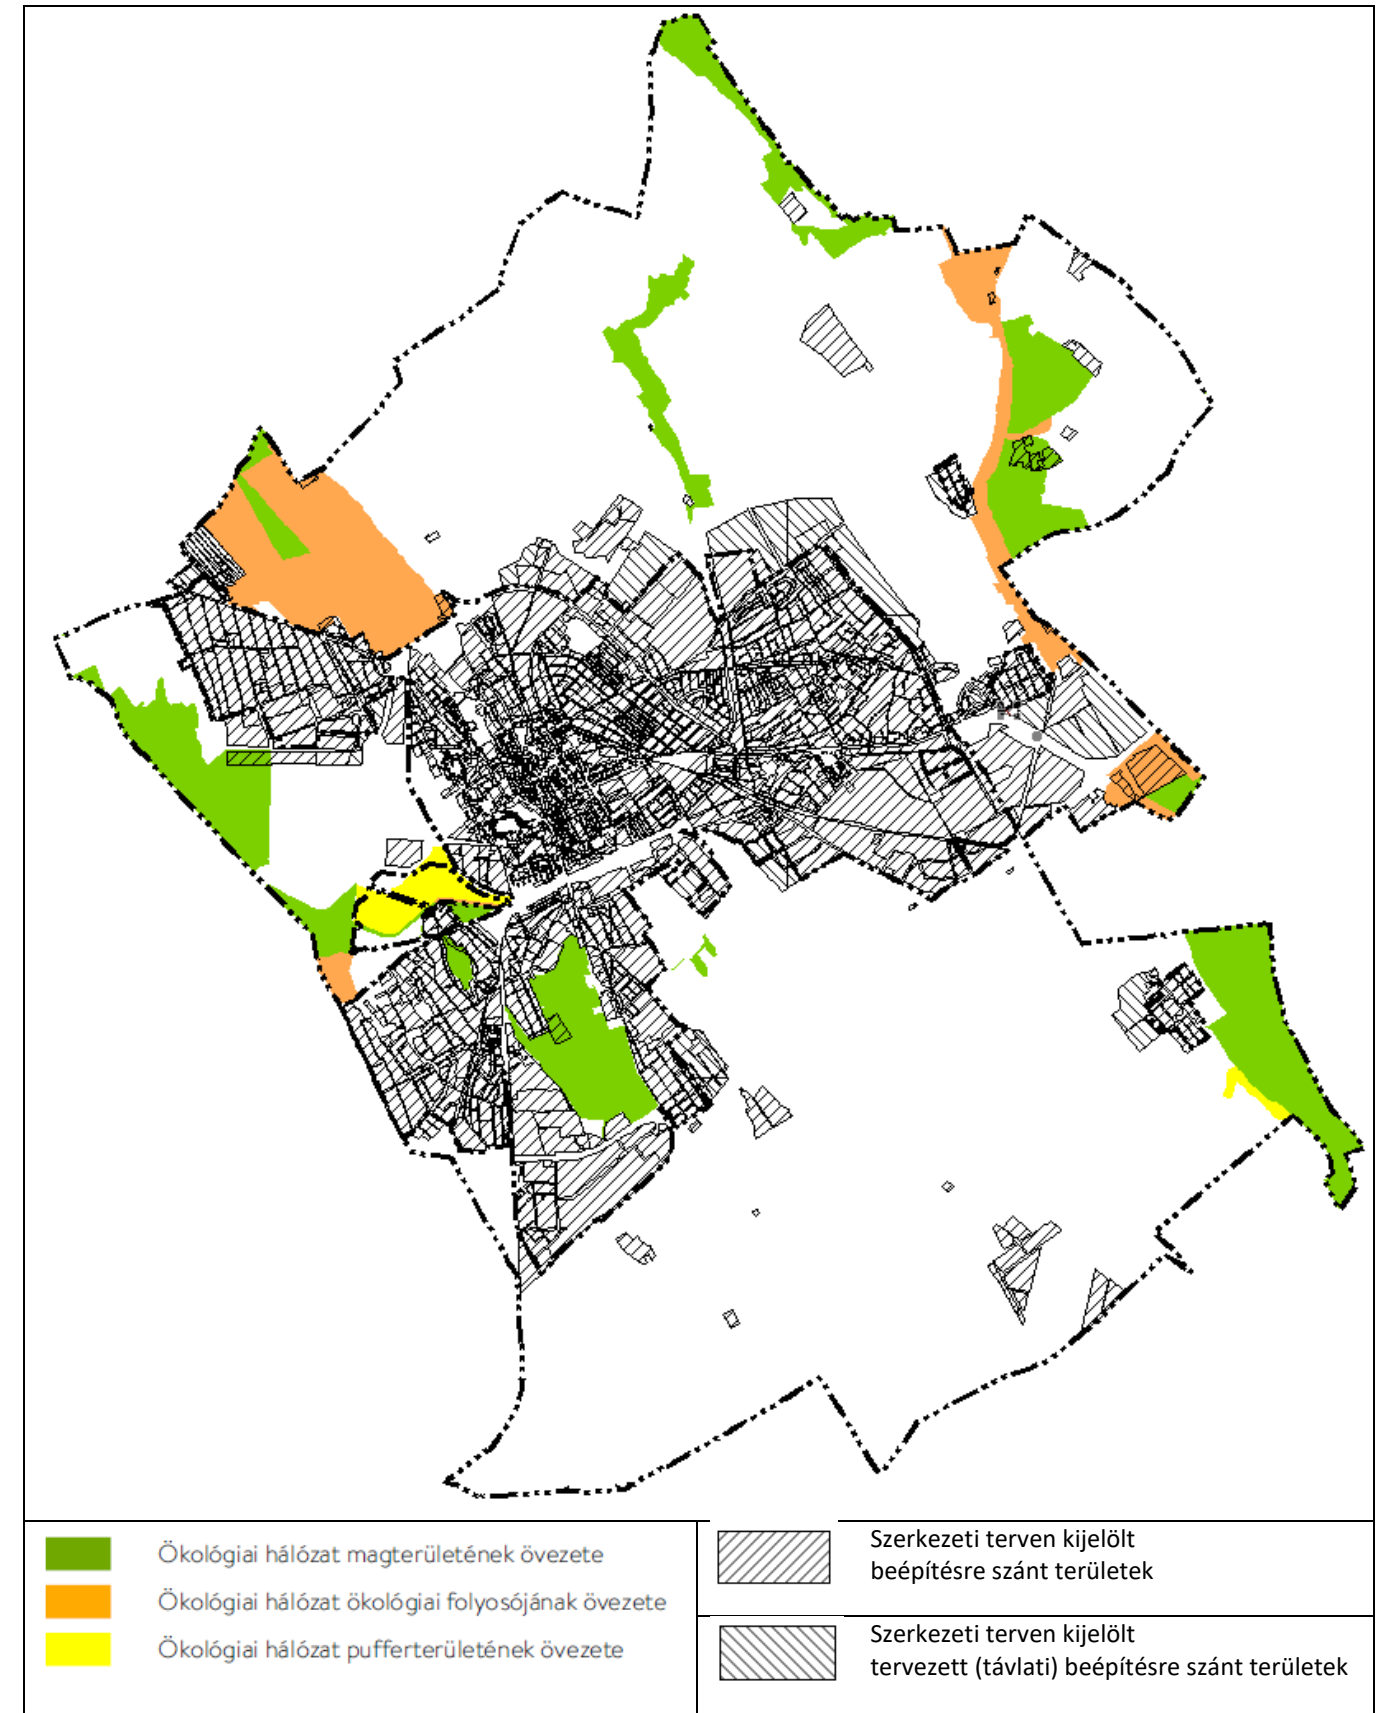 Ökológiai hálózat magterületének övezete
Ökológiai hálózat ökológiai folyosójának övezete
Ökológiai hálózat pufferterületének övezete
Szerkezeti terven kijelölt
beépítésre szánt területek
Szerkezeti terven kijelölt
tervezett (távlati) beépítésre szánt területek